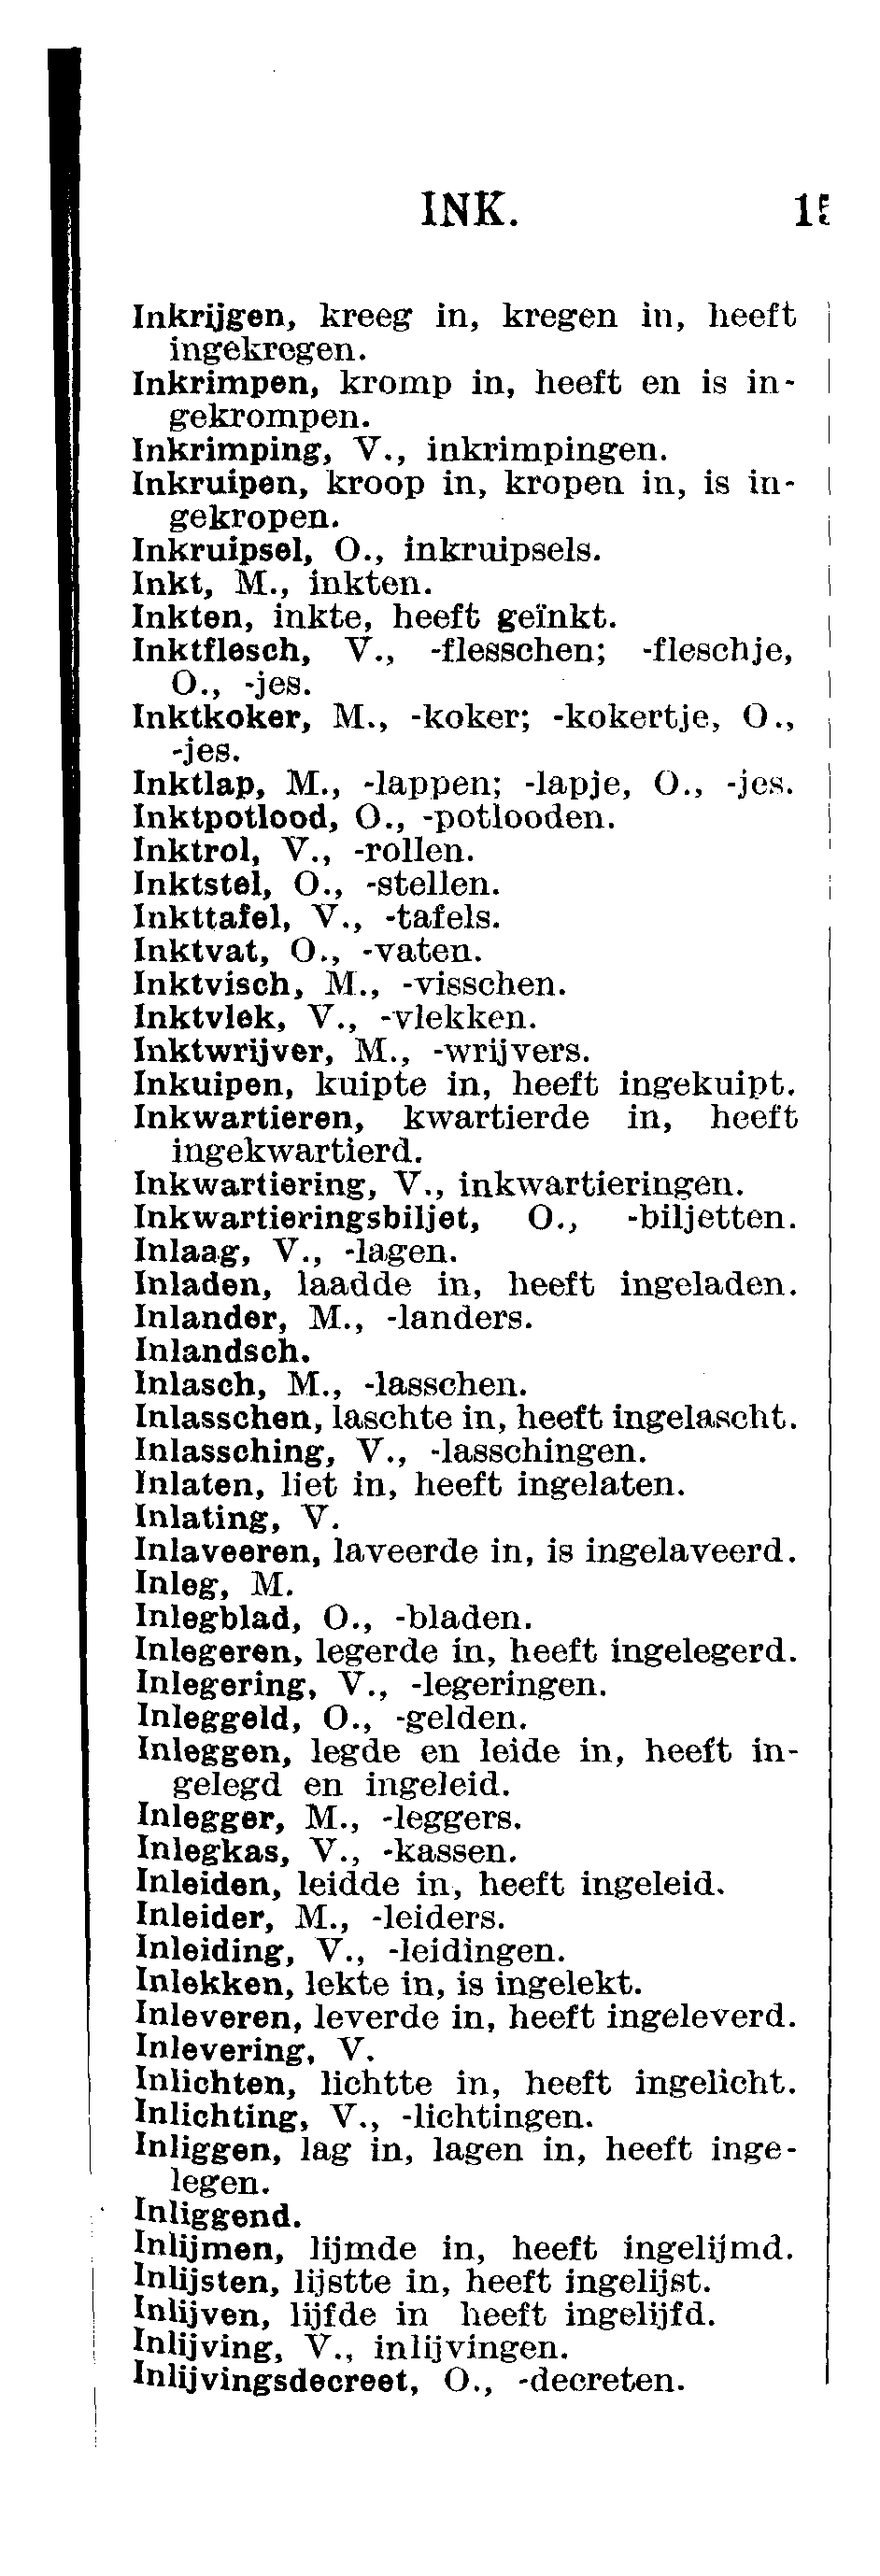 INK.
Inkrijgen, kreeg in, kregen in, heeft
ingekregen.
Inkrimpen, kromp in, heeft en is in-
gekrompen.
Inkrimping, V., inkrimpingen.
Inkruipen, kroop in, kropen in, is in-
gekropen.
Inkruipsel, O., inkruipsels.
Inkt, M., inkten.
Inkten, inkte, heeft geïnkt.
Inktflesch, V., -flesschen; -fleschje,
O., -jes.
Inktkoker, M., -koker; -kokertje, O.,
-jes.
Inktlap, M., -lappen; -lapje, O., -jes.
Inktpotlood, O., -potlooden.
Inktrol, V., -rollen.
Inktstel, O., -stellen.
Inkttafel, V., -tafels.
Inktvat, O., -vaten.
Inktvisch, M., -visschen.
Inktvlek, V., -vlekken.
Inktwrijver, M., -wrijvers.
Inkuipen, kuipte in, heeft ingekuipt.
Inkwartieren, kwartierde in, heeft
ingekwartierd.
Inkwartiering, V., inkwartieringen.
Inkwartieringsbiljet, O., -biljetten.
Inlaag, V., -lagen.
Inladen, laadde in, heeft ingeladen.
Inlander, M., -landers.
Inlandsch.
Inlasch, M., -lasschen.
Inlasschen, laschte in, heeft ingelascht.
Inlassching, V., -lasschingen.
Inlaten, liet in, heeft ingelaten.
Inlating, V.
Inlaveeren, laveerde in, is ingelaveerd.
Inleg, M.
Inlegblad, O., -bladen.
Inlegeren, legerde in, heeft ingelegerd.
Inlegering, V., -legeringen.
Inleggeld, O., -gelden.
Inleggen, legde en leide in, heeft in-
gelegd en ingeleid.
Inlegger, M., -leggers.
Inlegkas, V., -kassen.
Inleiden, leidde in, heeft ingeleid.
Inleider, M., -leiders.
Inleiding, V., -leidingen.
Inlekken, lekte in, is ingelekt.
Inleveren, leverde in, heeft ingeleverd.
Inlevering, V.
Inlichten, lichtte in, heeft ingelicht.
Inlichting, V., -lichtingen.
Inliggen, lag in, lagen in, heeft inge-
legen.
Inliggend.
Inlijmen, lijmde in, heeft ingelijmd.
Inlijsten, lijstte in, heeft ingelijst.
Inlijven, lijfde in heeft ingelijfd.
Inlijving, V., inlijvingen.
Inlijvingsdecreet, O., -decreten.